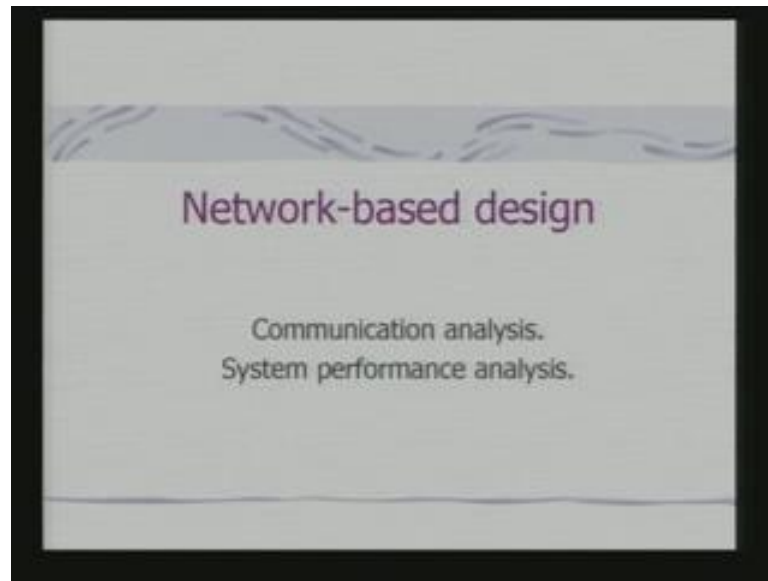 Network-based design
Communication analysis.
System performance analysis.